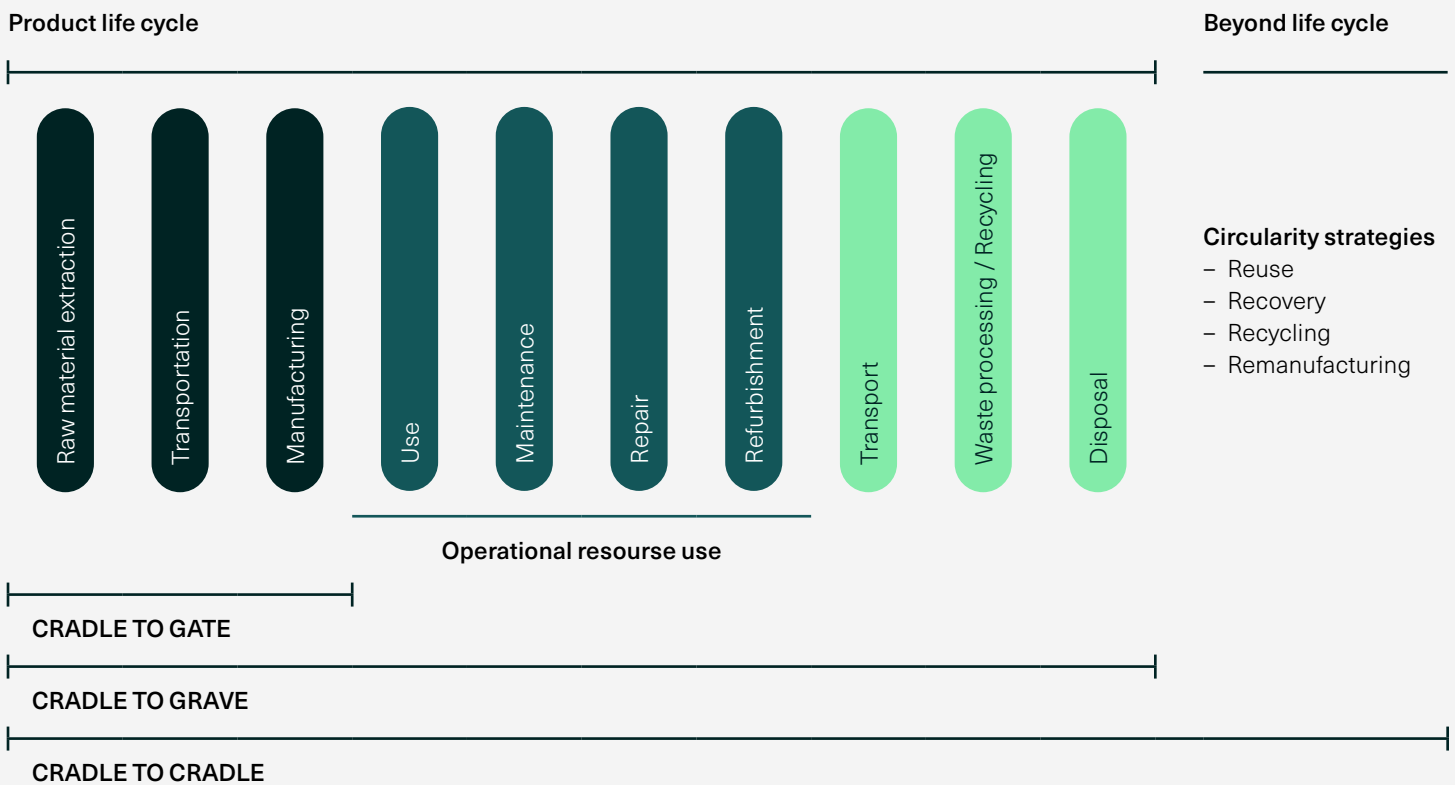 Product life cycle
Beyond life cycle
Raw material extraction
Transportation
Manufacturing
Use
Maintenance
Repair
Refurbishment
Transport
Waste processing / Recycling
Disposal
Circularity strategies
– Reuse
– Recovery
– Recycling
– Remanufacturing
Operational resourse use
CRADLE TO GATE
CRADLE TO GRAVE
CRADLE TO CRADLE